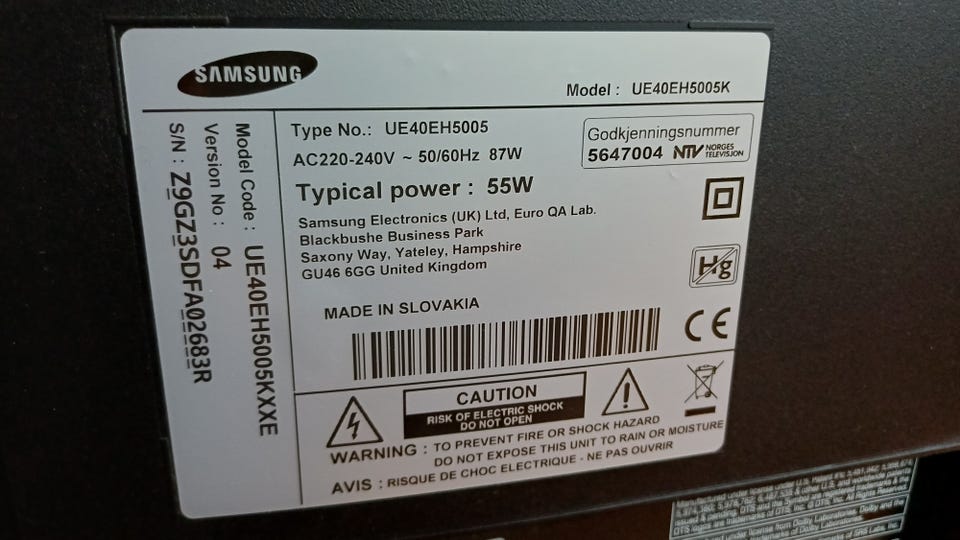 SAMSUNG
Model : UE40EH5005K
Type No.: UE40EH5005
AC220-240V ~ 50/60Hz 87W
Typical power : 55W
Godkjenningsnummer
5647004 NTV NORGES
TELEVISJON
Samsung Electronics (UK) Ltd, Euro QA Lab.
Blackbushe Business Park
Saxony Way, Yateley, Hampshire
GU46 6GG United Kingdom
Hg
MADE IN SLOVAKIA
CE
Model Code : UE40EH5005KXXE
Version No : 04
S/N : Z9GZ3SDFA02683R
CAUTION
RISK OF ELECTRIC SHOCK
DO NOT OPEN
WARNING : TO PREVENT FIRE OR SHOCK HAZARD
DO NOT EXPOSE THIS UNIT TO RAIN OR MOISTURE
AVIS : RISQUE DE CHOC ELECTRIQUE - NE PAS OUVRIR
Manufactured under license under U.S.